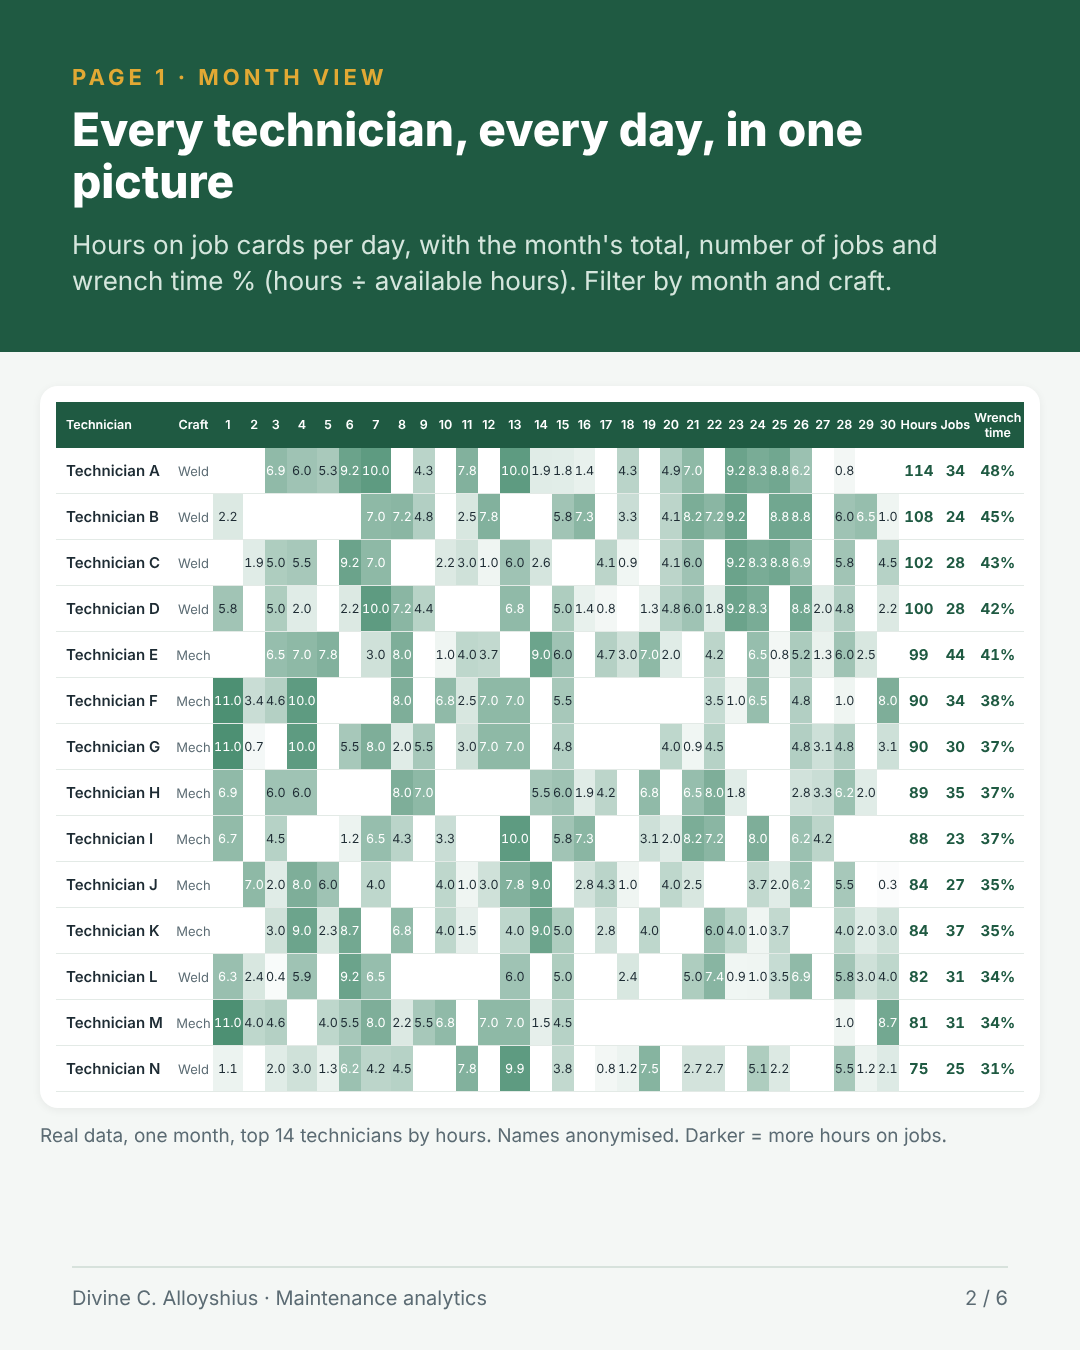 PAGE 1 · MONTH VIEW
Every technician, every day, in one
picture
Hours on job cards per day, with the month's total, number of jobs and
wrench time % (hours ÷ available hours). Filter by month and craft.
Technician Craft 1 2 3 4 5 6 7 8 9 10 11 12 13 14 15 16 17 18 19 20 21 22 23 24 25 26 27 28 29 30 Hours Jobs Wrench time
Technician A Weld 6.9 6.0 5.3 9.2 10.0 4.3 7.8 10.0 1.9 1.8 1.4 4.3 4.9 7.0 9.2 8.3 8.8 6.2 0.8 114 34 48%
Technician B Weld 2.2 7.0 7.2 4.8 2.5 7.8 5.8 7.3 3.3 4.1 8.2 7.2 9.2 8.8 8.8 6.0 6.5 1.0 108 24 45%
Technician C Weld 1.9 5.0 5.5 9.2 7.0 2.2 3.0 1.0 6.0 2.6 4.1 0.9 4.1 6.0 9.2 8.3 8.8 6.9 5.8 4.5 102 28 43%
Technician D Weld 5.8 5.0 2.0 2.2 10.0 7.2 4.4 6.8 5.0 1.4 0.8 1.3 4.8 6.0 1.8 9.2 8.3 8.8 2.0 4.8 2.2 100 28 42%
Technician E Mech 6.5 7.0 7.8 3.0 8.0 1.0 4.0 3.7 9.0 6.0 4.7 3.0 7.0 2.0 4.2 6.5 0.8 5.2 1.3 6.0 2.5 99 44 41%
Technician F Mech 11.0 3.4 4.6 10.0 8.0 6.8 2.5 7.0 7.0 5.5 3.5 1.0 6.5 4.8 1.0 8.0 90 34 38%
Technician G Mech 11.0 0.7 10.0 5.5 8.0 2.0 5.5 3.0 7.0 7.0 4.8 4.0 0.9 4.5 4.8 3.1 4.8 3.1 90 30 37%
Technician H Mech 6.9 6.0 6.0 8.0 7.0 5.5 6.0 1.9 4.2 6.8 6.5 8.0 1.8 2.8 3.3 6.2 2.0 89 35 37%
Technician I Mech 6.7 4.5 1.2 6.5 4.3 3.3 10.0 5.8 7.3 3.1 2.0 8.2 7.2 8.0 6.2 4.2 88 23 37%
Technician J Mech 7.0 2.0 8.0 6.0 4.0 4.0 1.0 3.0 7.8 9.0 2.8 4.3 1.0 4.0 2.5 3.7 2.0 6.2 5.5 0.3 84 27 35%
Technician K Mech 3.0 9.0 2.3 8.7 6.8 4.0 1.5 4.0 9.0 5.0 2.8 4.0 6.0 4.0 1.0 3.7 4.0 2.0 3.0 84 37 35%
Technician L Weld 6.3 2.4 0.4 5.9 9.2 6.5 6.0 5.0 2.4 5.0 7.4 0.9 1.0 3.5 6.9 5.8 3.0 4.0 82 31 34%
Technician M Mech 11.0 4.0 4.6 4.0 5.5 8.0 2.2 5.5 6.8 7.0 7.0 1.5 4.5 1.0 8.7 81 31 34%
Technician N Weld 1.1 2.0 3.0 1.3 6.2 4.2 4.5 7.8 9.9 3.8 0.8 1.2 7.5 2.7 2.7 5.1 2.2 5.5 1.2 2.1 75 25 31%
Real data, one month, top 14 technicians by hours. Names anonymised. Darker = more hours on jobs.
Divine C. Alloyshius · Maintenance analytics
2 / 6